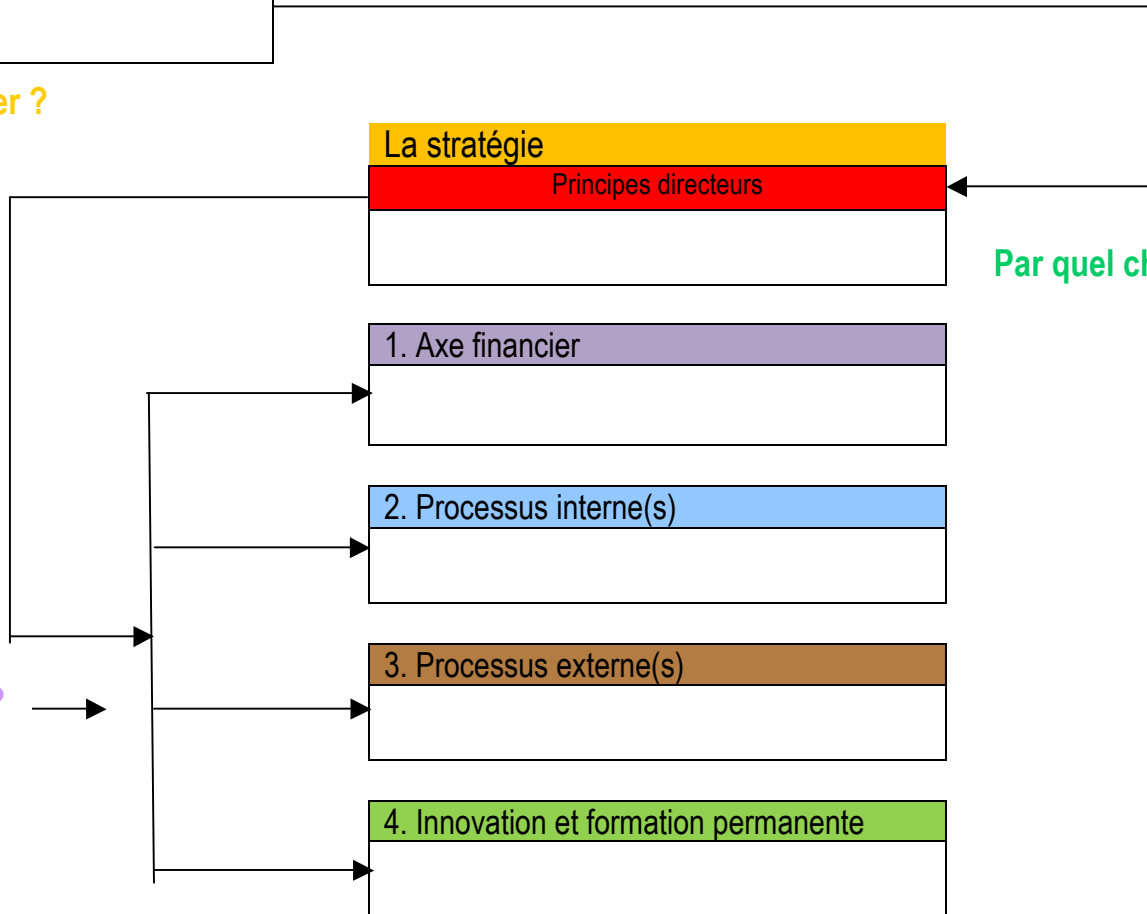 er ?
La stratégie
Principes directeurs
Par quel ch
1. Axe financier
2. Processus interne(s)
3. Processus externe(s)
?
4. Innovation et formation permanente